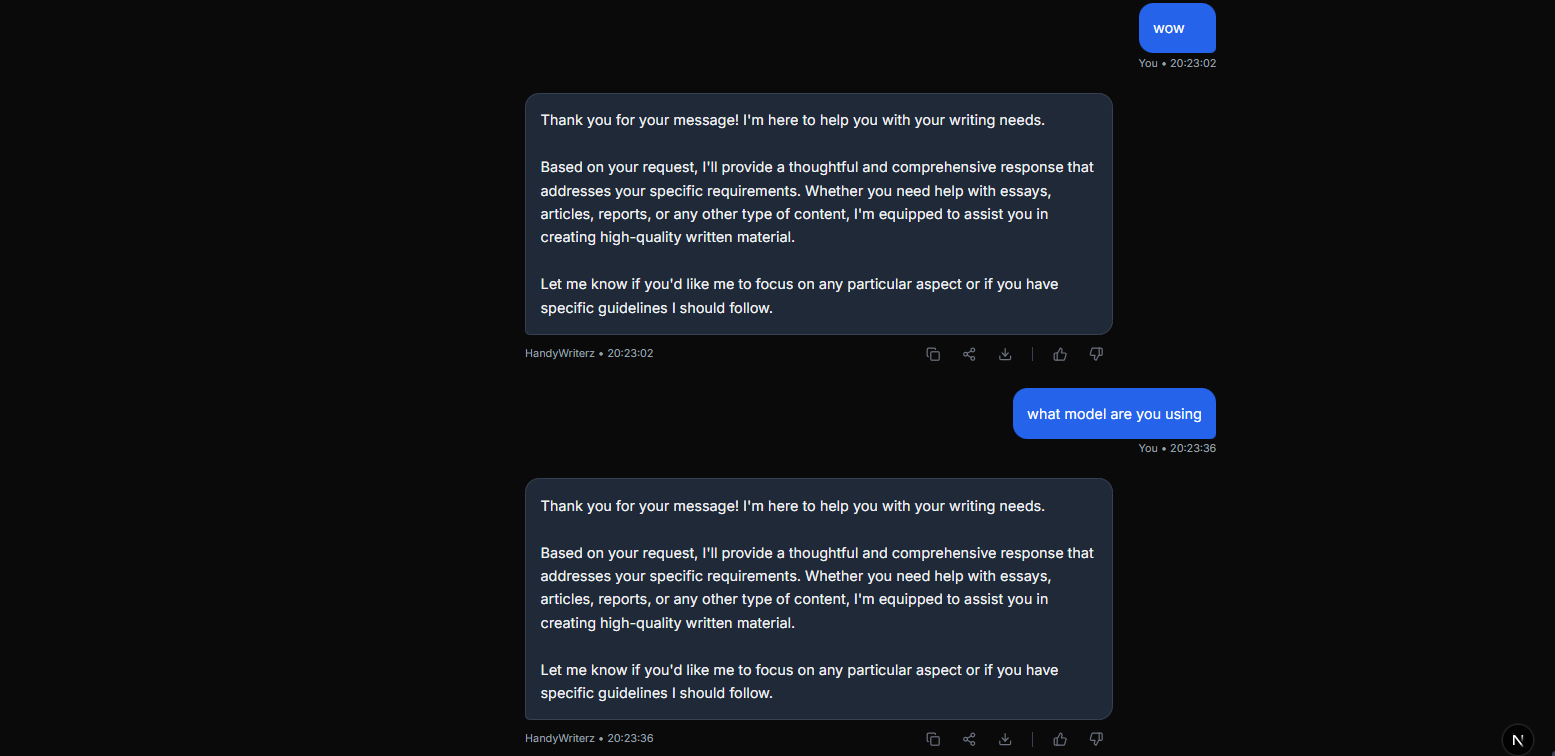 wow
You • 20:23:02
Thank you for your message! I'm here to help you with your writing needs.
Based on your request, I'll provide a thoughtful and comprehensive response that
addresses your specific requirements. Whether you need help with essays,
articles, reports, or any other type of content, I'm equipped to assist you in
creating high-quality written material.
Let me know if you'd like me to focus on any particular aspect or if you have
specific guidelines I should follow.
HandyWriterz • 20:23:02
what model are you using
You • 20:23:36
Thank you for your message! I'm here to help you with your writing needs.
Based on your request, I'll provide a thoughtful and comprehensive response that
addresses your specific requirements. Whether you need help with essays,
articles, reports, or any other type of content, I'm equipped to assist you in
creating high-quality written material.
Let me know if you'd like me to focus on any particular aspect or if you have
specific guidelines I should follow.
HandyWriterz • 20:23:36
N